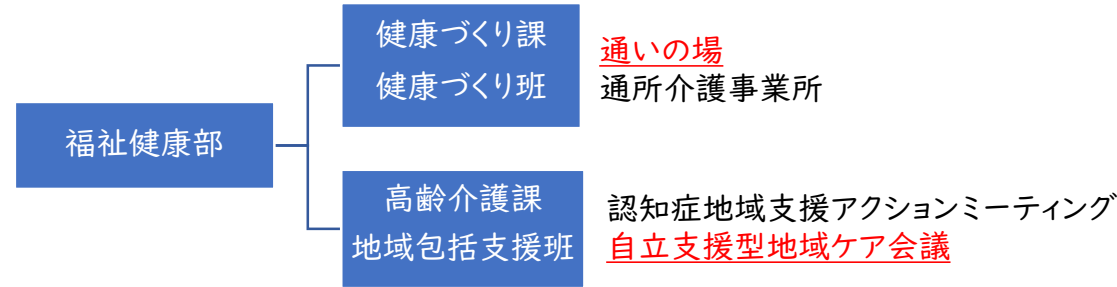 福祉健康部
健康づくり課
健康づくり班
通いの場
通所介護事業所
高齢介護課
地域包括支援班
認知症地域支援アクションミーティング
自立支援型地域ケア会議